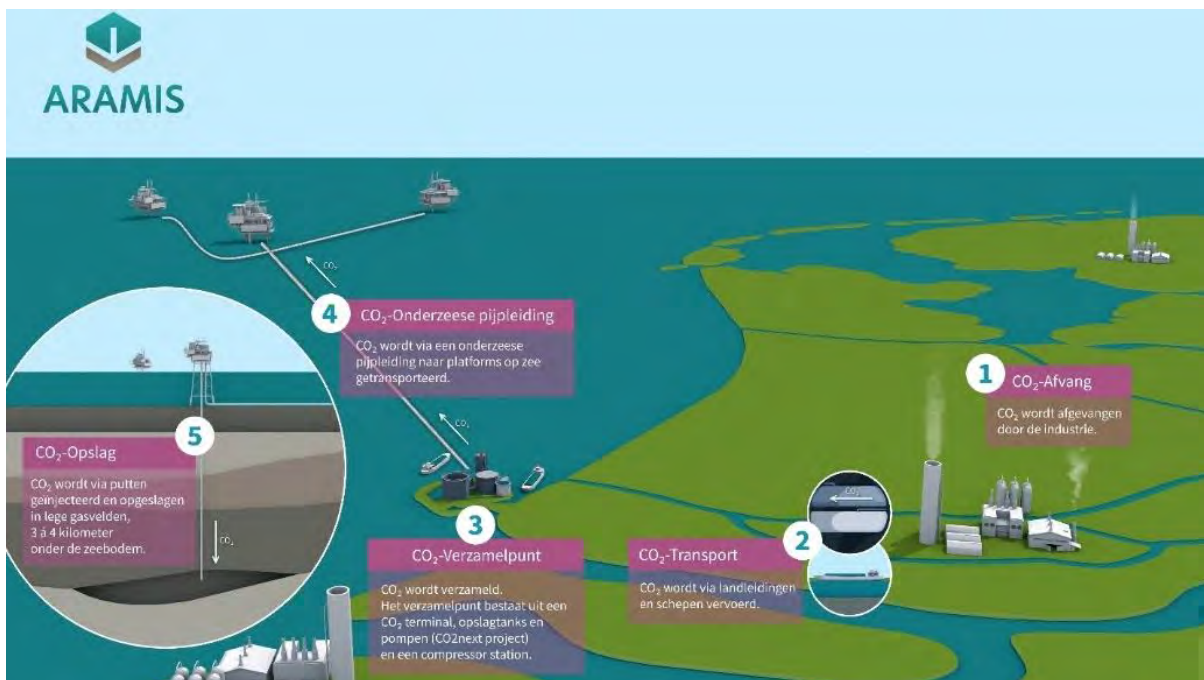 ARAMIS
1
CO₂-Afvang
CO₂ wordt afgevangen
door de industrie.
2
CO₂-Transport
CO₂ wordt via landleidingen
en schepen vervoerd.
CO₂
3
CO₂-Verzamelpunt
CO₂ wordt verzameld.
Het verzamelpunt bestaat uit een
CO₂ terminal, opslagtanks en
pompen (CO2next project)
en een compressor station.
CO₂
4
CO₂-Onderzeese pijpleiding
CO₂ wordt via een onderzeese
pijpleiding naar platforms op zee
getransporteerd.
CO₂
5
CO₂-Opslag
CO₂ wordt via putten
geïnjecteerd en opgeslagen
in lege gasvelden,
3 á 4 kilometer
onder de zeebodem.
CO₂